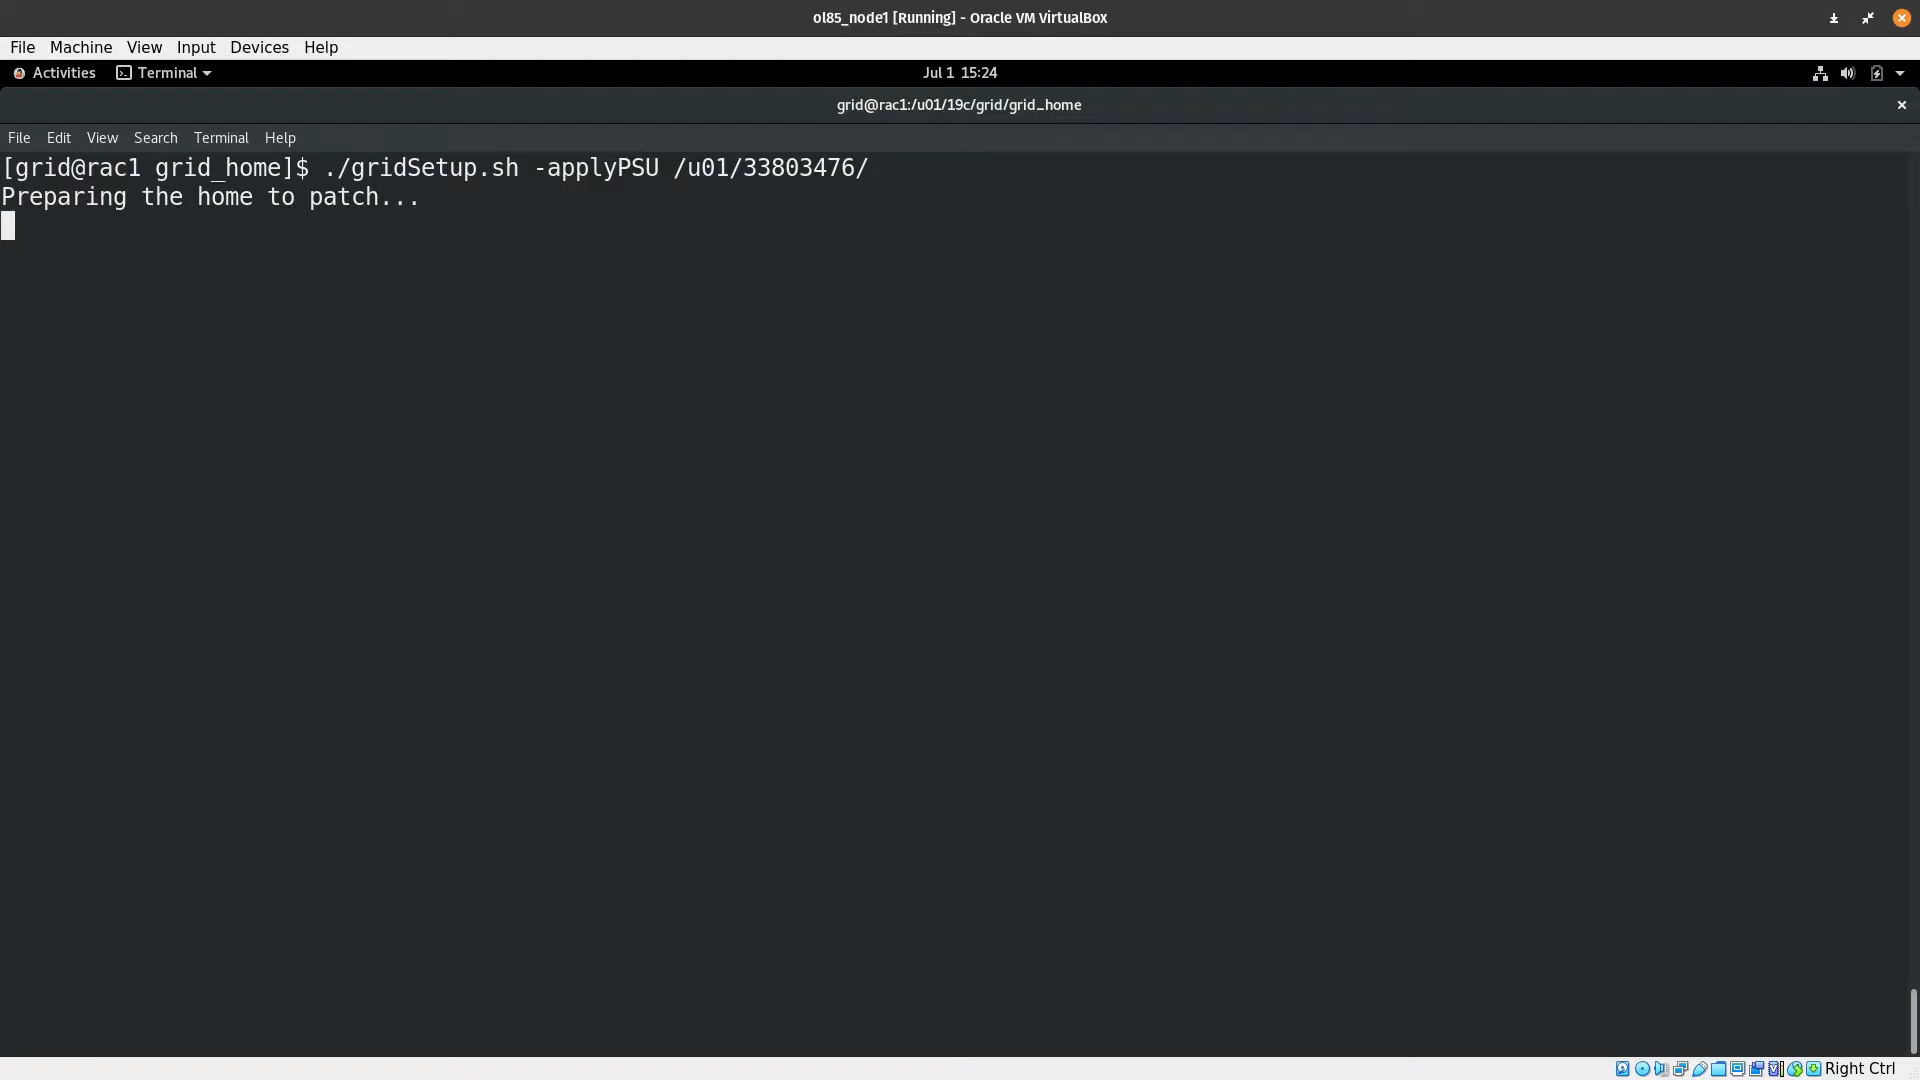 ol85_node1 [Running] - Oracle VM VirtualBox
File Machine View Input Devices Help
Activities Terminal Jul 1 15:24
grid@rac1:/u01/19c/grid/grid_home
File Edit View Search Terminal Help
[grid@rac1 grid_home]$ ./gridSetup.sh -applyPSU /u01/33803476/
Preparing the home to patch...
Right Ctrl